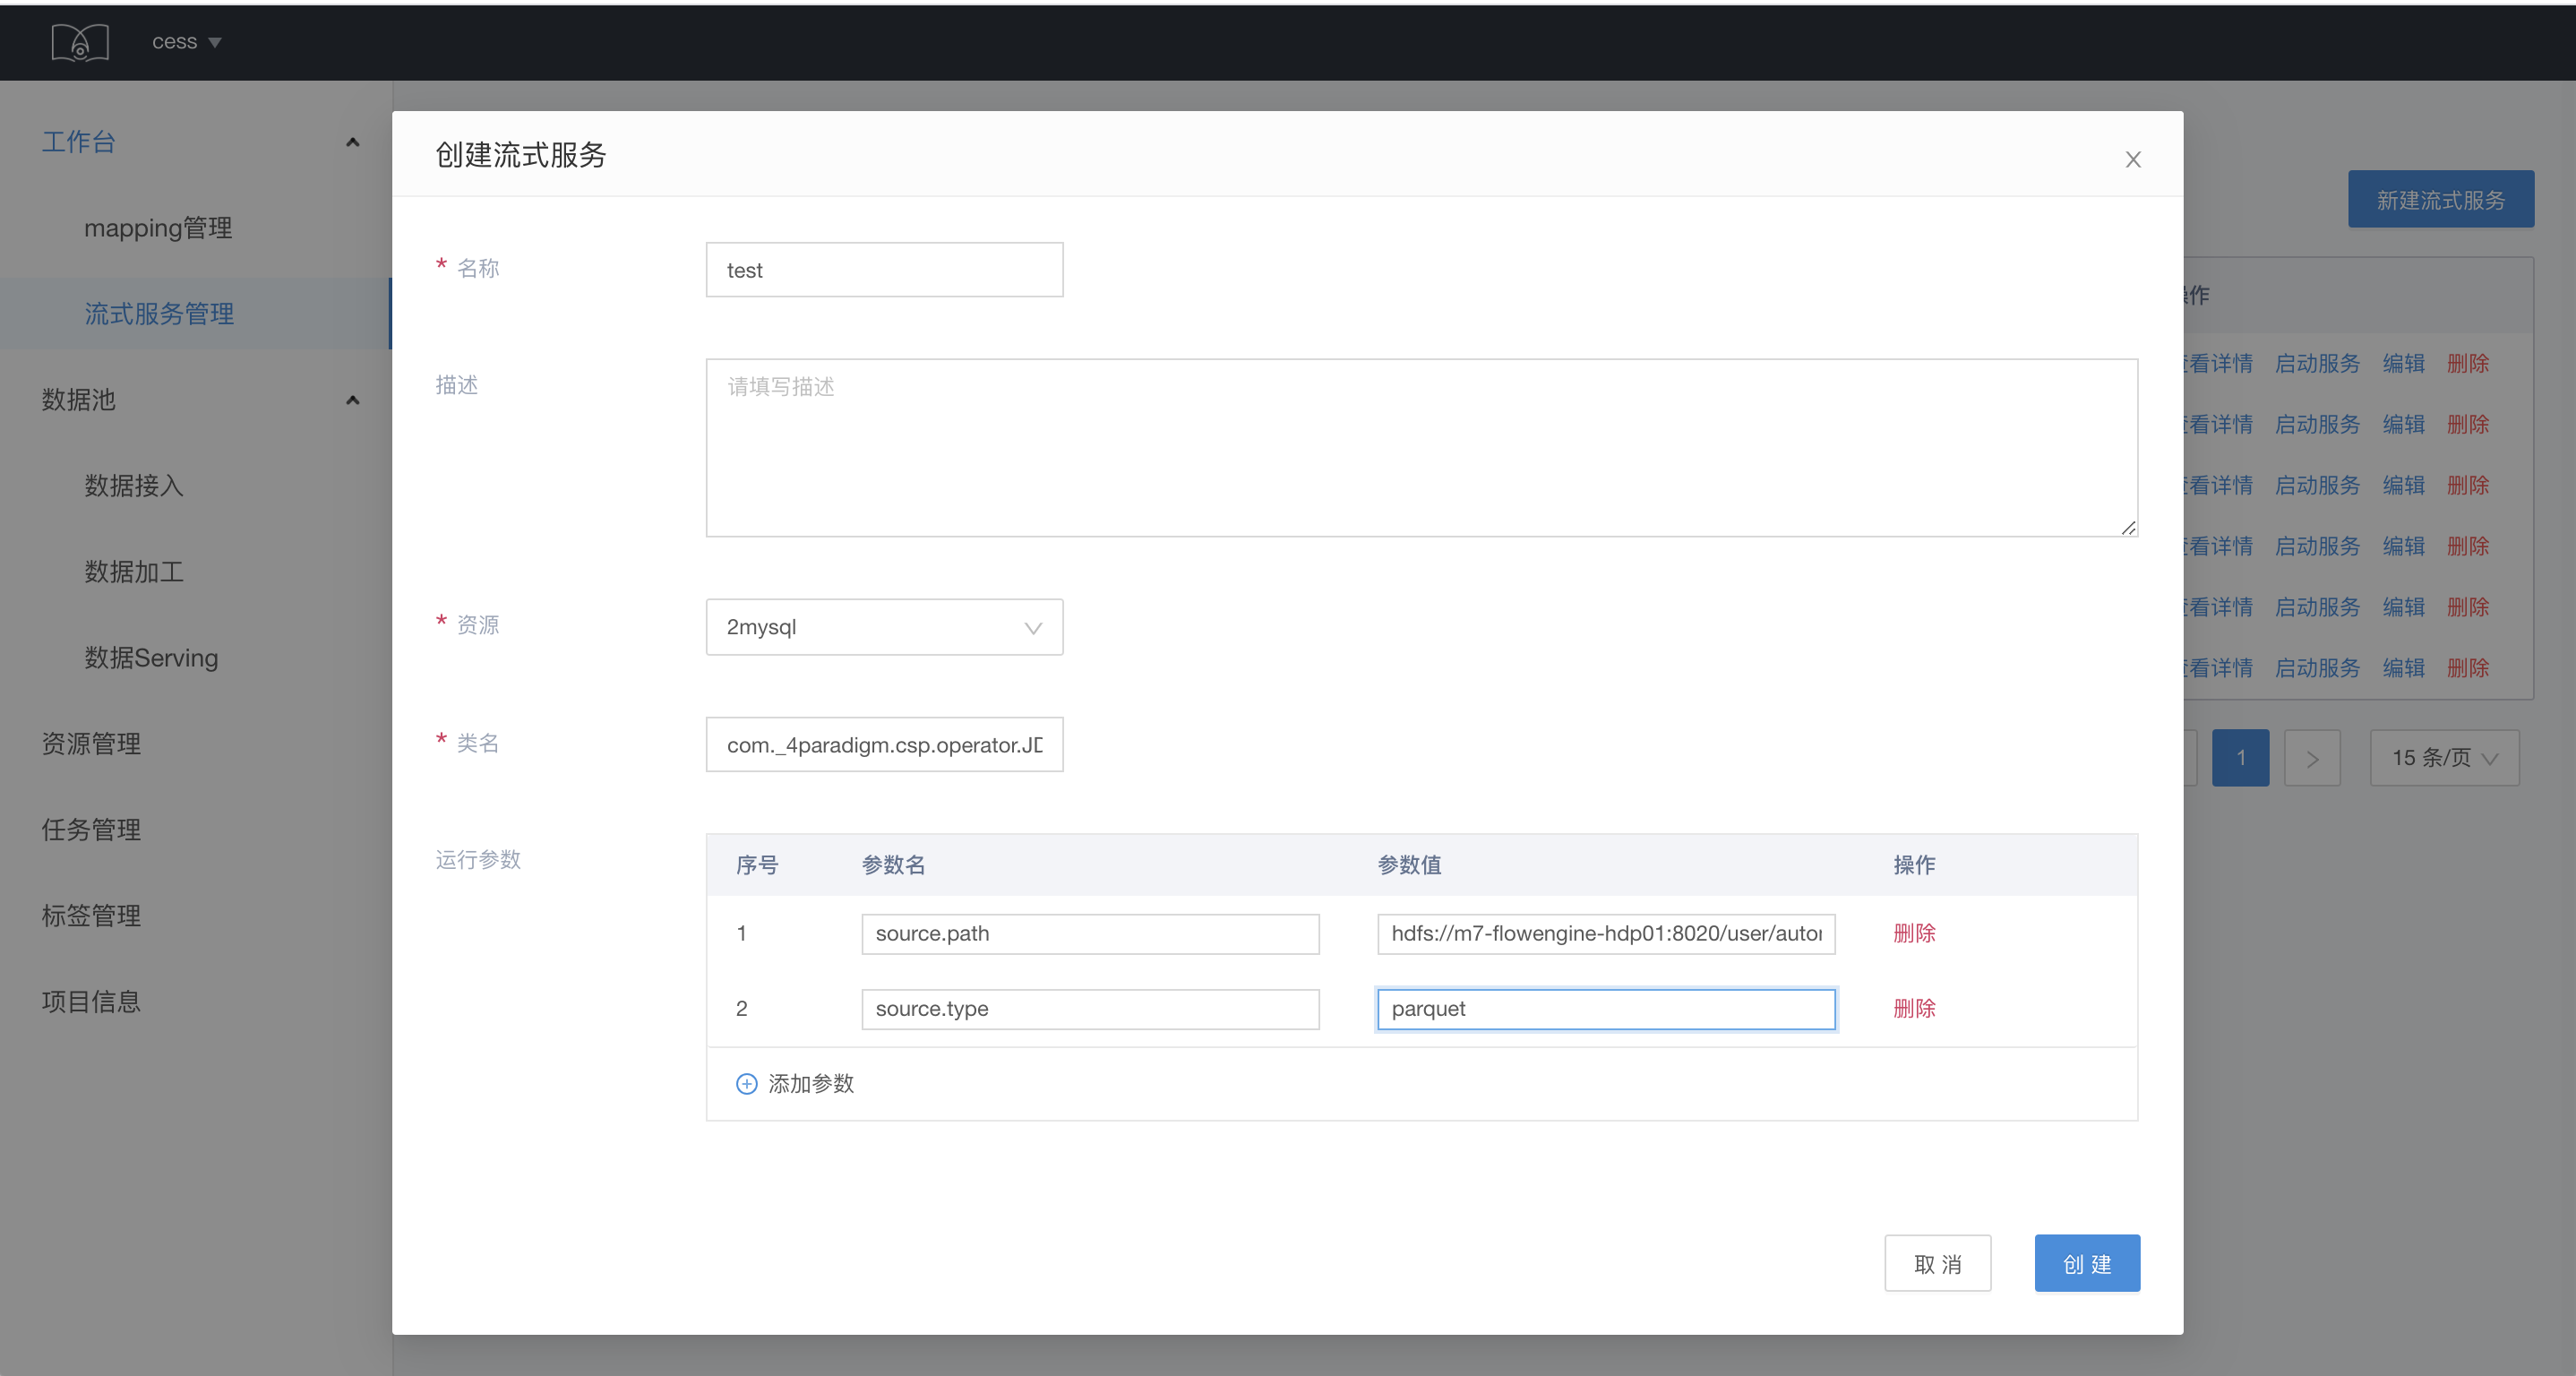 cess
工作台
mapping管理
流式服务管理
数据池
数据接入
数据加工
数据Serving
资源管理
任务管理
标签管理
项目信息
创建流式服务
* 名称
test
描述
请填写描述
* 资源
2mysql
* 类名
com._4paradigm.csp.operator.JD
运行参数
序号 参数名 参数值 操作
1 source.path hdfs://m7-flowengine-hdp01:8020/user/auto 删除
2 source.type parquet 删除
添加参数
取 消 创 建
新建流式服务
操作
查看详情 启动服务 编辑 删除
查看详情 启动服务 编辑 删除
查看详情 启动服务 编辑 删除
查看详情 启动服务 编辑 删除
查看详情 启动服务 编辑 删除
查看详情 启动服务 编辑 删除
1 > 15 条/页